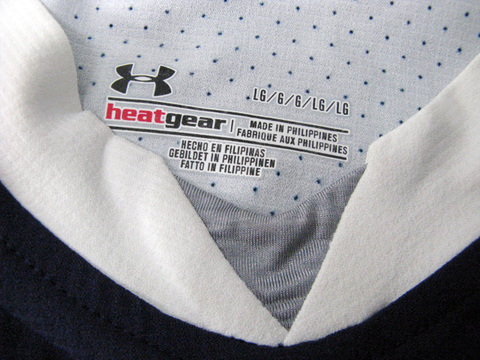 LG/G/G/LG/LG
heatgear | MADE IN PHILIPPINES
FABRIQUE AUX PHILIPPINES
HECHO EN FILIPINAS
GEBILDET IN PHILIPPINEN
FATTO IN FILIPPINE